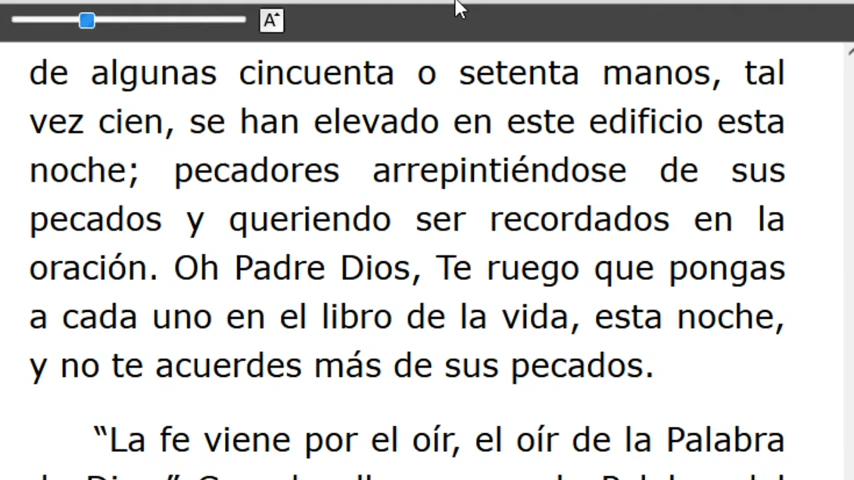 A
de algunas cincuenta o setenta manos, tal
vez cien, se han elevado en este edificio esta
noche; pecadores arrepintiéndose de sus
pecados y queriendo ser recordados en la
oración. Oh Padre Dios, Te ruego que pongas
a cada uno en el libro de la vida, esta noche,
y no te acuerdes más de sus pecados.
“La fe viene por el oír, el oír de la Palabra